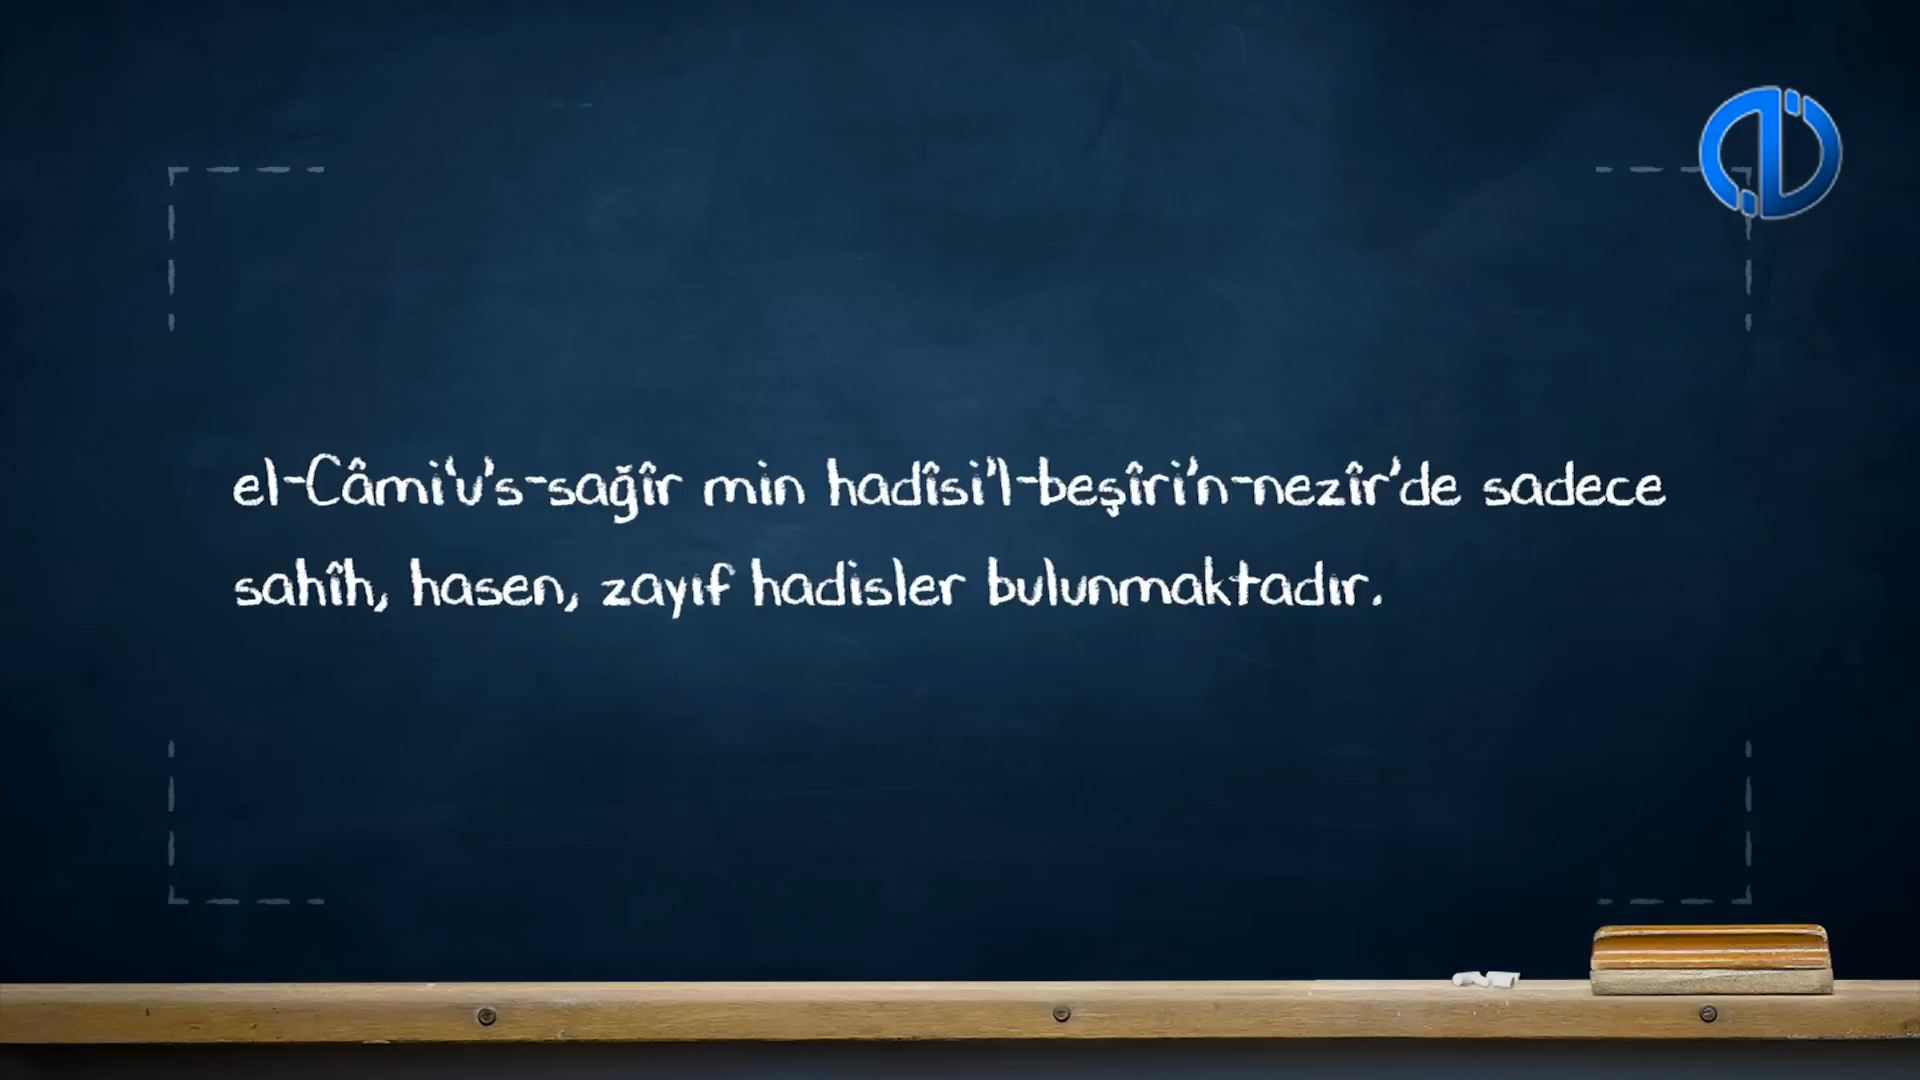 el-Câmi'u's-sağîr min hadîsi'l-beşîri'n-nezîr'de sadece
sahîh, hasen, zayıf hadisler bulunmaktadır.